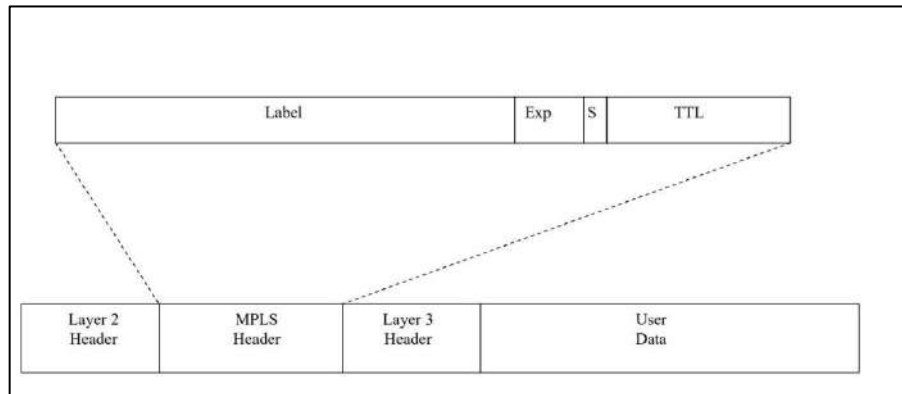 Label Exp S TTL
Layer 2 MPLS Layer 3 User
Header Header Header Data